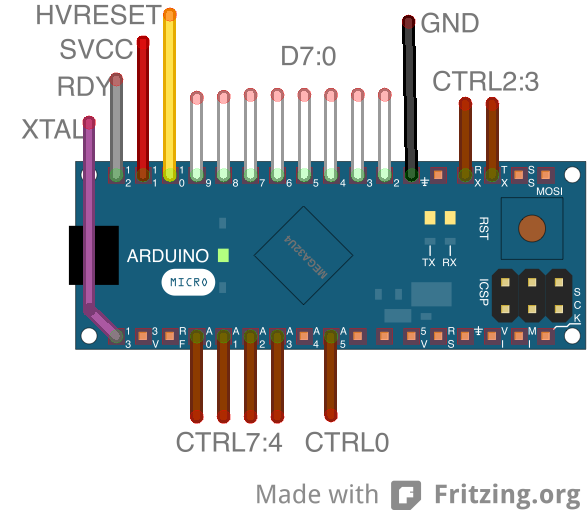 HVRESET
GND
SVCC
D7:0
RDY
CTRL2:3
XTAL
1 1 1 1 9 8 7 6 5 4 3 2 R T S S
2 1 0 X X S S
MOSI
RST
ARDUINO
MEGA32U4
TX RX
MICRO
ICSP
SCK
1 3 R A A A A A A 5 R V M
3 V F 0 1 2 3 4 5 V S I I
CTRL7:4 CTRL0
Made with Fritzing.org